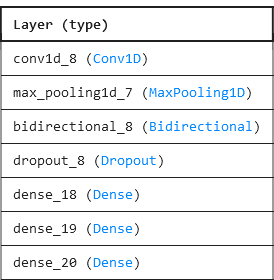 Layer (type)
conv1d_8 (Conv1D)
max_pooling1d_7 (MaxPooling1D)
bidirectional_8 (Bidirectional)
dropout_8 (Dropout)
dense_18 (Dense)
dense_19 (Dense)
dense_20 (Dense)